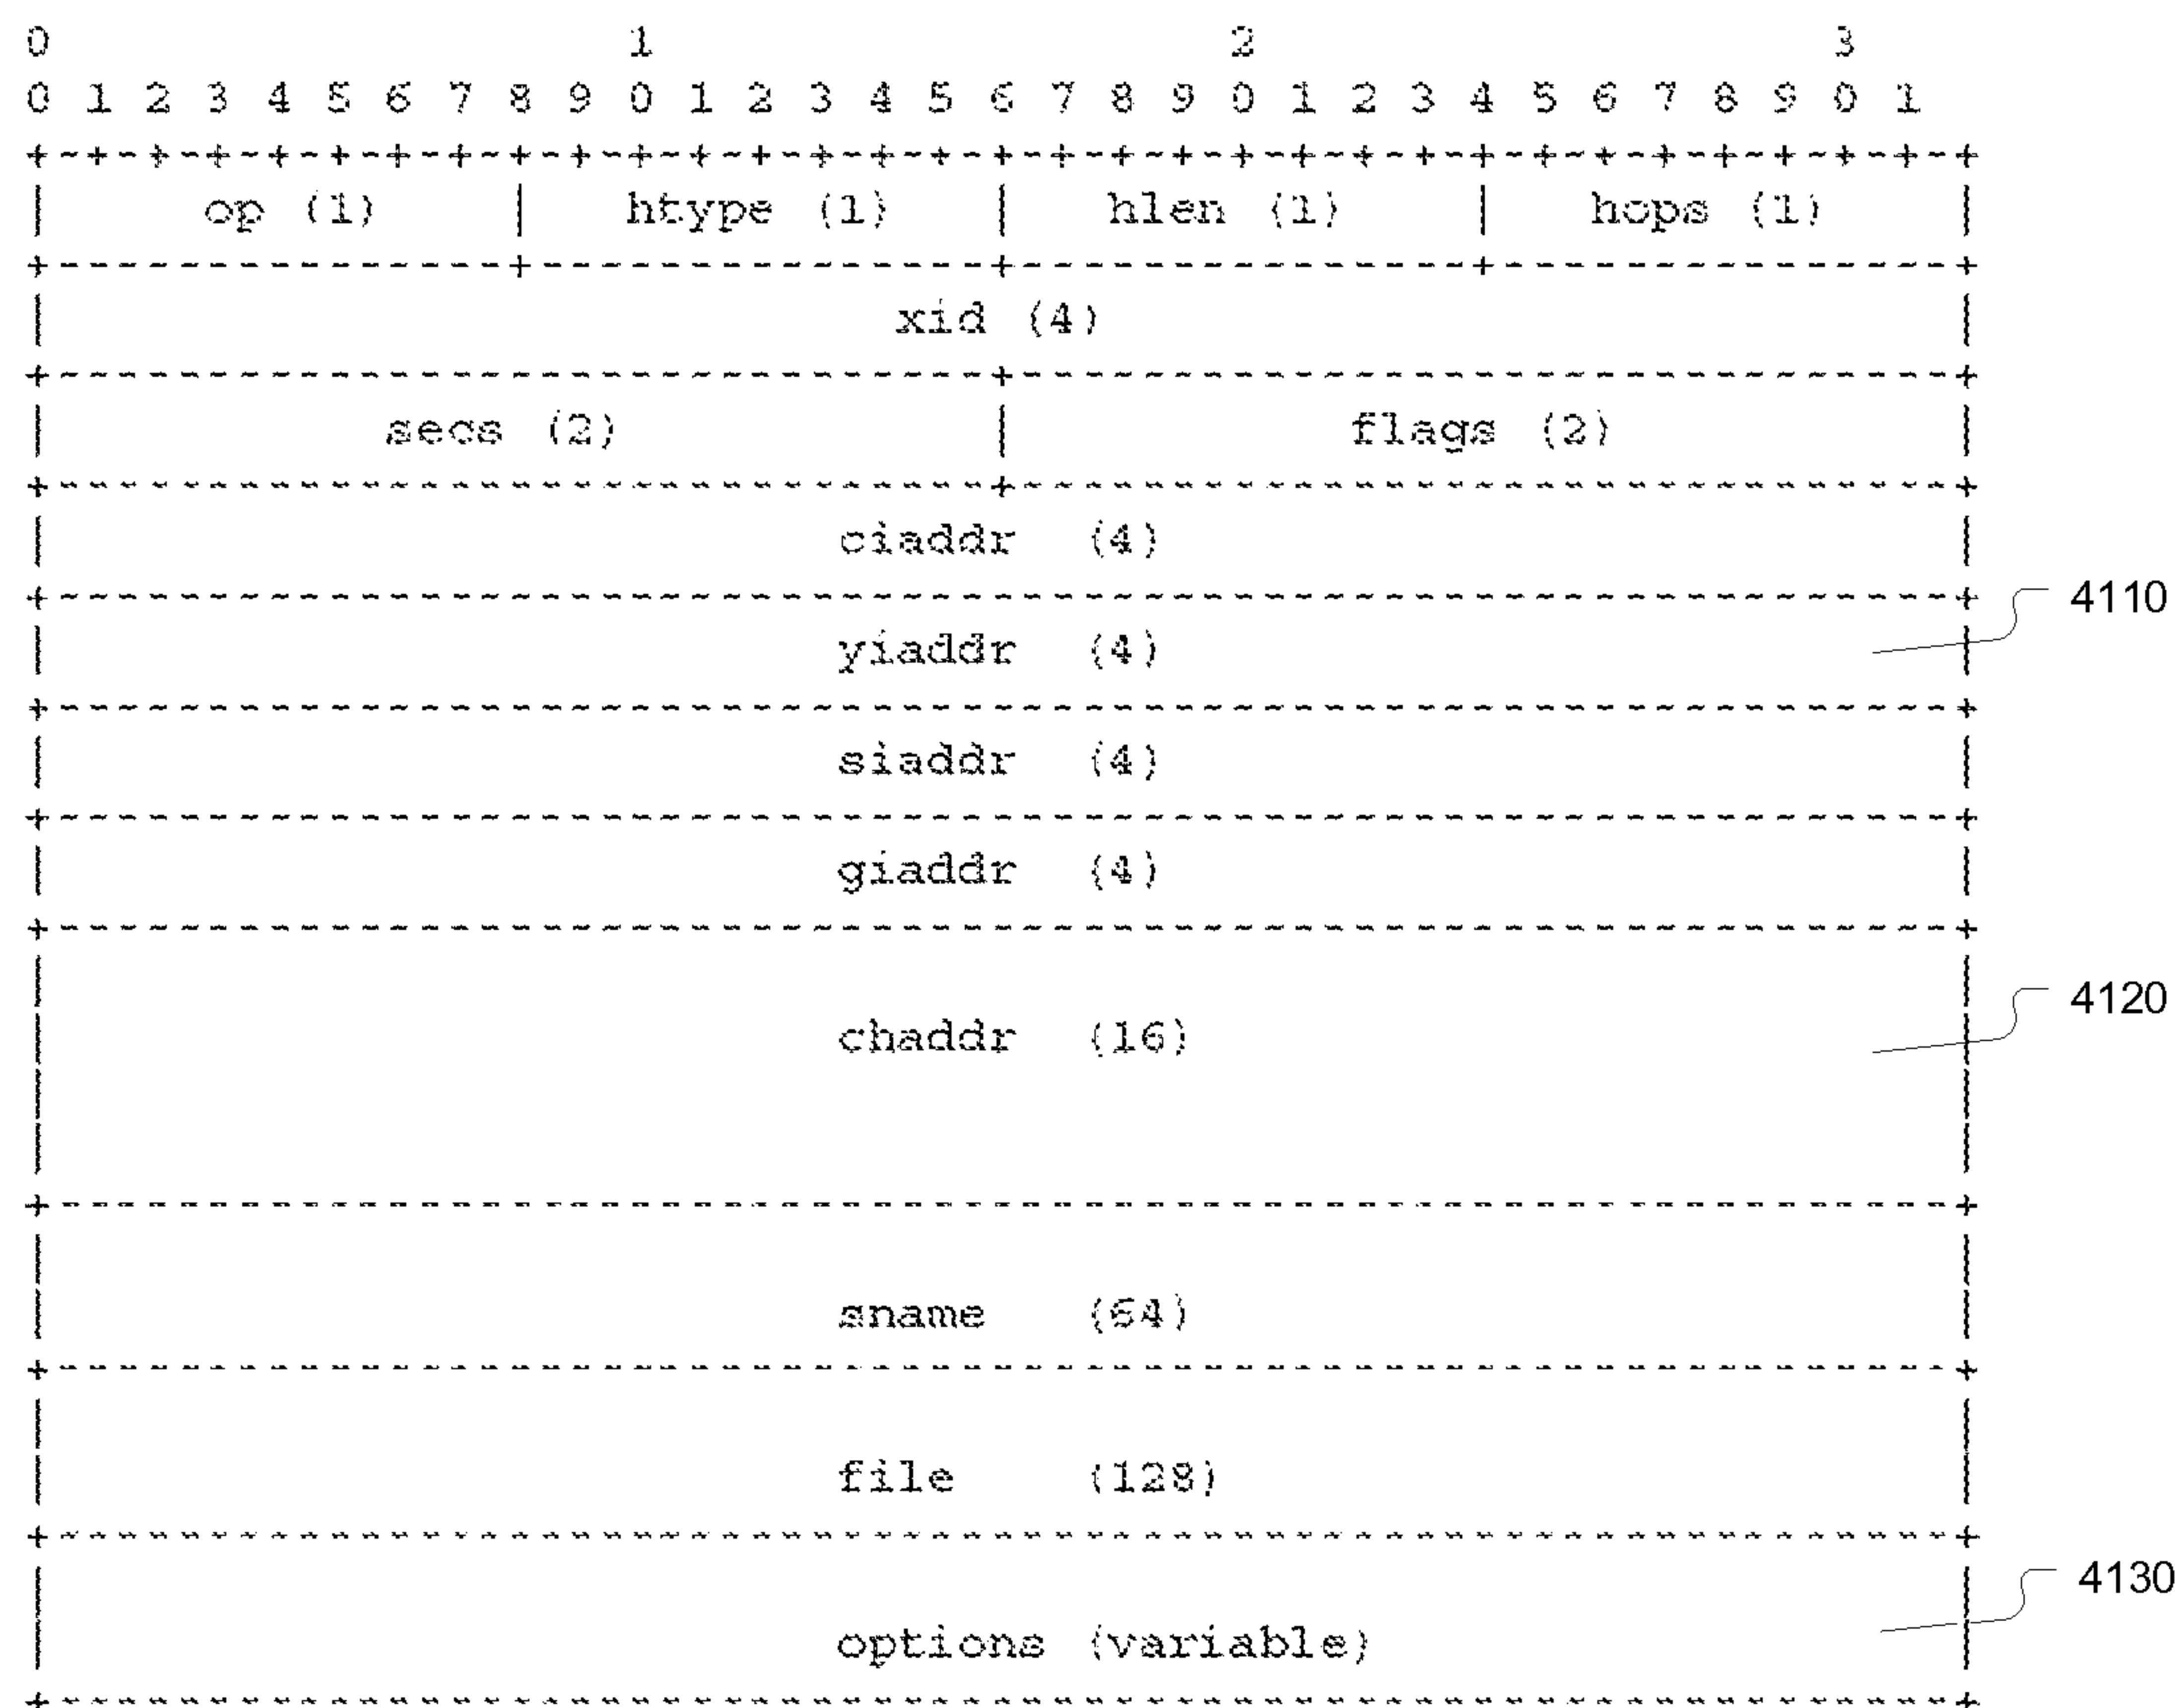 0 1 2 3
0 1 2 3 4 5 6 7 8 9 0 1 2 3 4 5 6 7 8 9 0 1 2 3 4 5 6 7 8 9 0 1
+-+-+-+-+-+-+-+-+-+-+-+-+-+-+-+-+-+-+-+-+-+-+-+-+-+-+-+-+-+-+-+-+
| op (1) | htype (1) | hlen (1) | hops (1) |
+---------------+---------------+---------------+---------------+
| xid (4) |
+-------------------------------+-------------------------------+
| secs (2) | flags (2) |
+-------------------------------+-------------------------------+
| ciaddr (4) |
+---------------------------------------------------------------+
4110
| yiaddr (4) |
+---------------------------------------------------------------+
| siaddr (4) |
+---------------------------------------------------------------+
| giaddr (4) |
+---------------------------------------------------------------+
4120
| chaddr (16) |
+---------------------------------------------------------------+
| sname (64) |
+---------------------------------------------------------------+
| file (128) |
+---------------------------------------------------------------+
4130
| options (variable) |
+---------------------------------------------------------------+